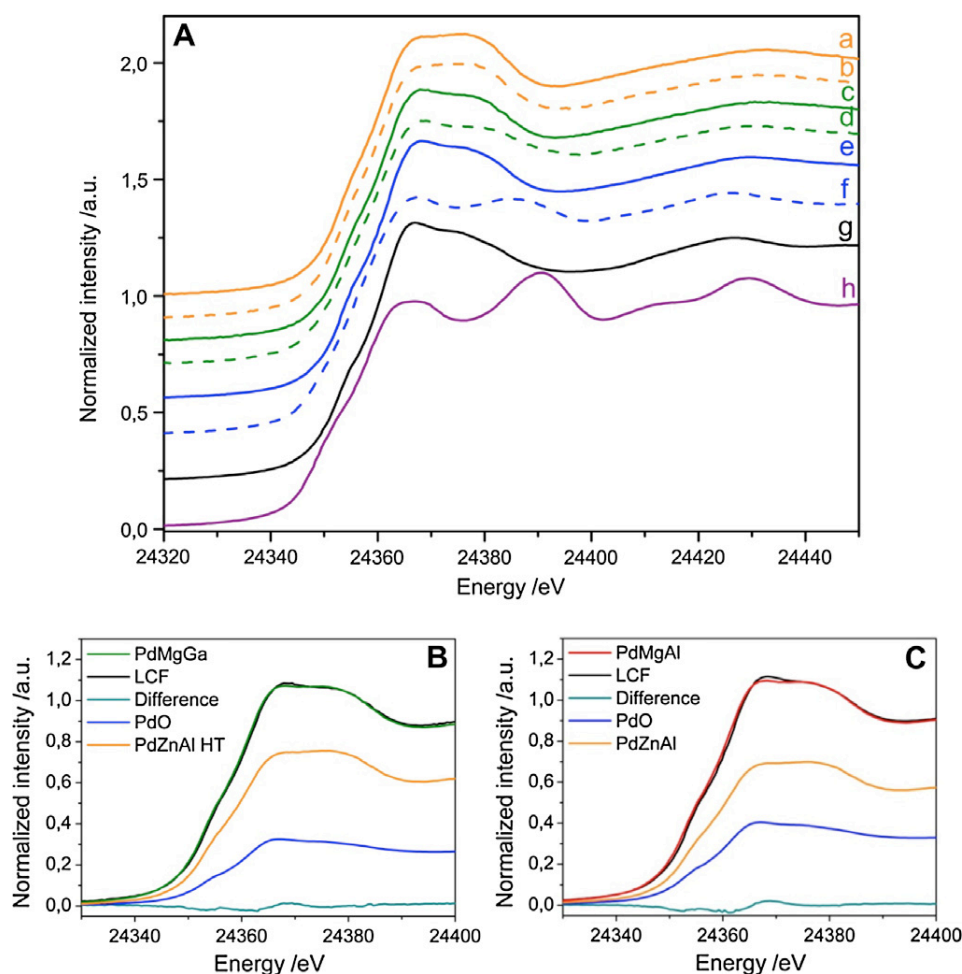 A
a
b
c
d
e
f
g
h
2,0
1,5
1,0
0,5
0,0
Normalized intensity /a.u.
24320 24340 24360 24380 24400 24420 24440
Energy /eV
B
PdMgGa
LCF
Difference
PdO
PdZnAl HT
1,2
1,0
0,8
0,6
0,4
0,2
0,0
Normalized intensity /a.u.
24340 24360 24380 24400
Energy /eV
C
PdMgAl
LCF
Difference
PdO
PdZnAl
1,2
1,0
0,8
0,6
0,4
0,2
0,0
Normalized intensity /a.u.
24340 24360 24380 24400
Energy /eV